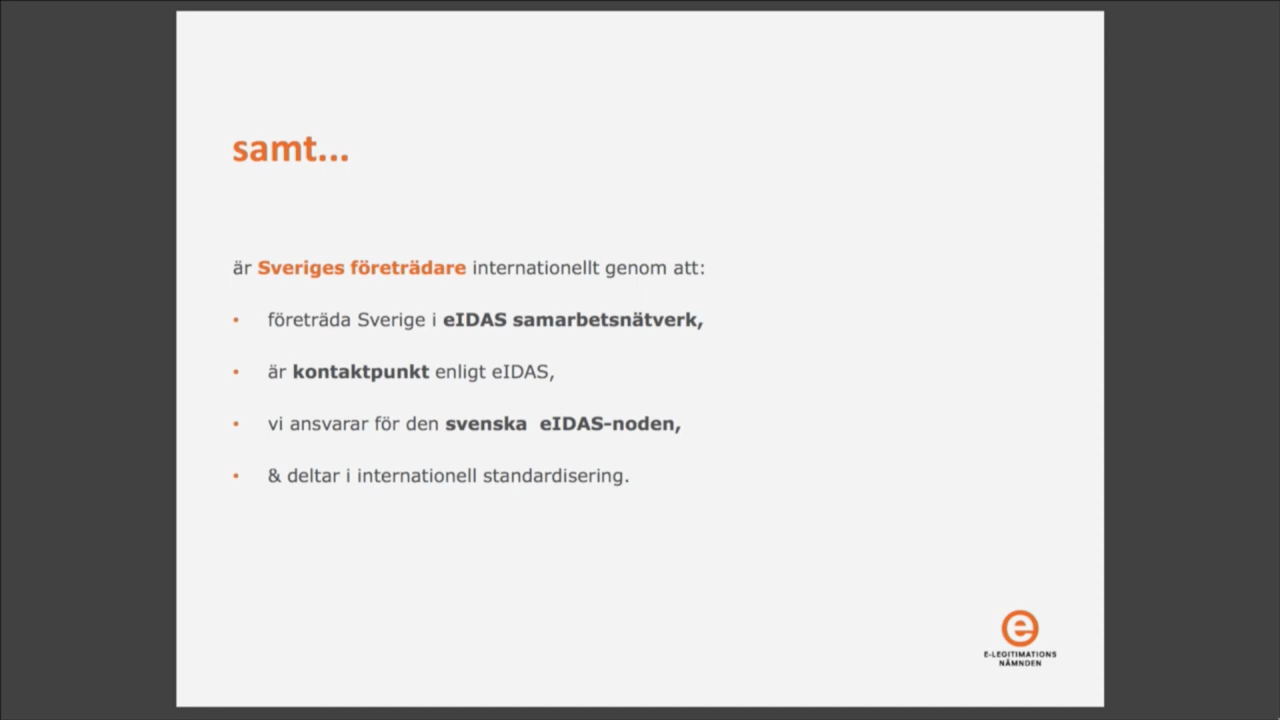 samt...
är Sveriges företrädare internationellt genom att:
• företräda Sverige i eIDAS samarbetsnätverk,
• är kontaktpunkt enligt eIDAS,
• vi ansvarar för den svenska eIDAS-noden,
• & deltar i internationell standardisering.
e
E-LEGITIMATIONS
NÄMNDEN